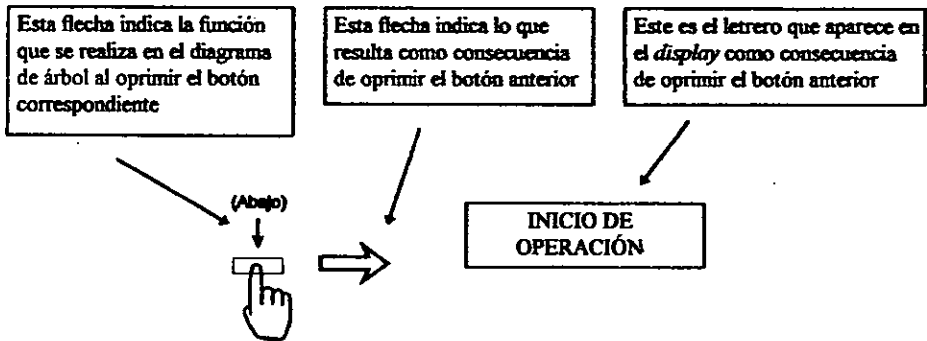 Esta flecha indica la función
que se realiza en el diagrama
de árbol al oprimir el botón
correspondiente
Esta flecha indica lo que
resulta como consecuencia
de oprimir el botón anterior
Este es el letrero que aparece en
el display como consecuencia
de oprimir el botón anterior
(Abajo)
INICIO DE
OPERACIÓN